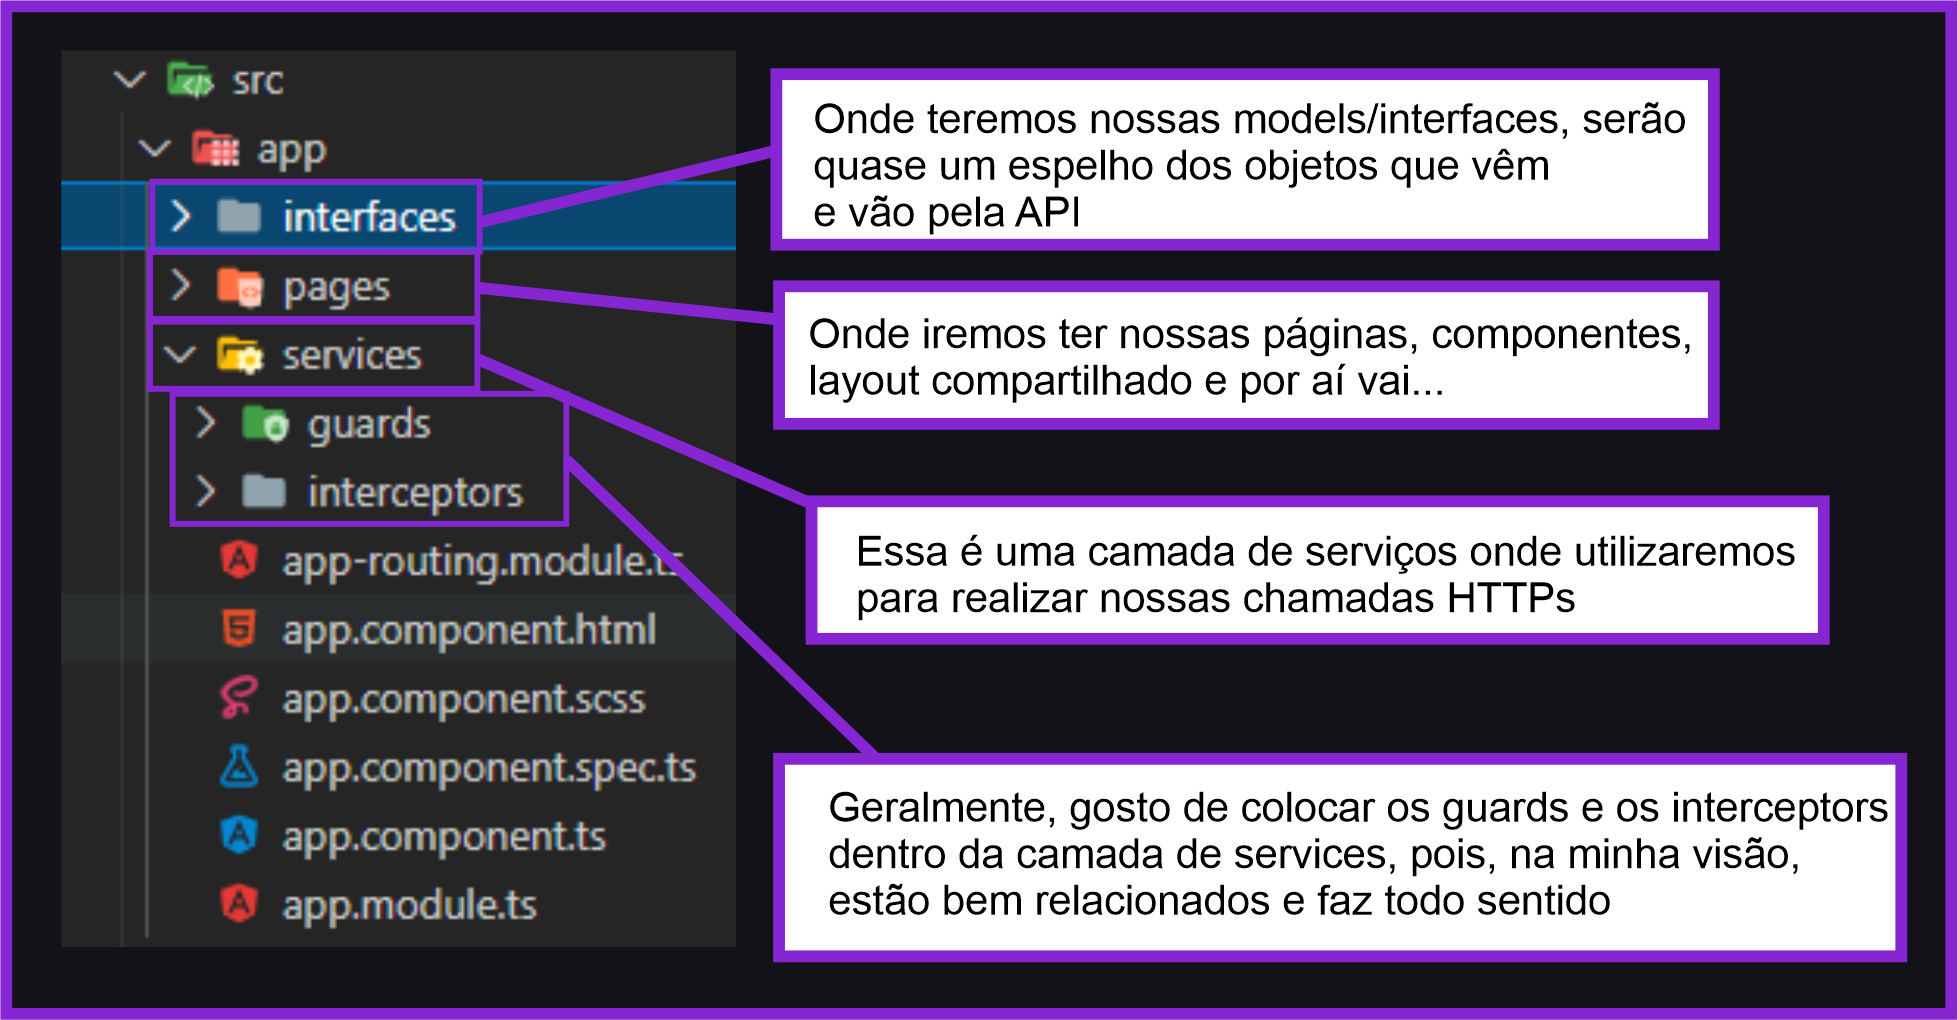 src
app
interfaces
pages
services
guards
interceptors
app-routing.module.ts
app.component.html
app.component.scss
app.component.spec.ts
app.component.ts
app.module.ts
Onde teremos nossas models/interfaces, serão
quase um espelho dos objetos que vêm
e vão pela API
Onde iremos ter nossas páginas, componentes,
layout compartilhado e por aí vai...
Essa é uma camada de serviços onde utilizaremos
para realizar nossas chamadas HTTPs
Geralmente, gosto de colocar os guards e os interceptors
dentro da camada de services, pois, na minha visão,
estão bem relacionados e faz todo sentido